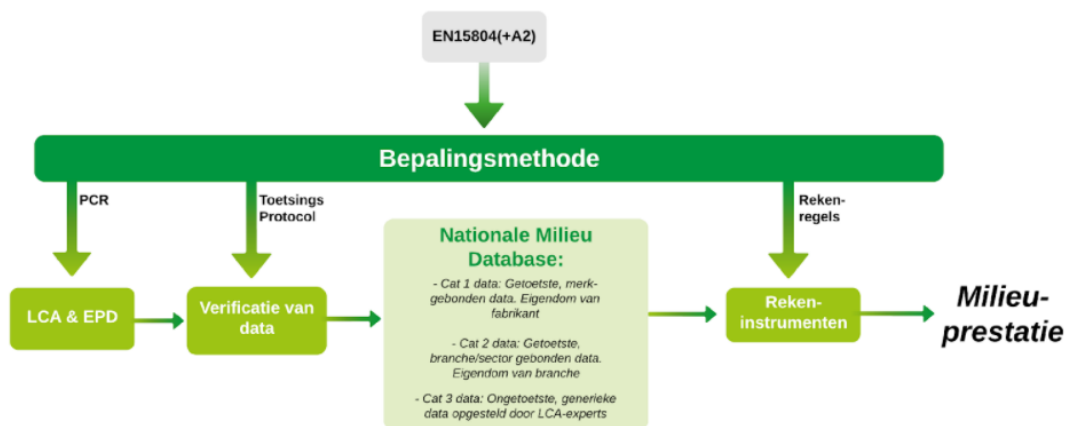 EN15804(+A2)
Bepalingsmethode
PCR
Toetsings
Protocol
Reken-
regels
LCA & EPD
Verificatie van
data
Nationale Milieu
Database:
- Cat 1 data: Getoetste, merk-
gebonden data. Eigendom van
fabrikant
- Cat 2 data: Getoetste,
branche/sector gebonden data.
Eigendom van branche
- Cat 3 data: Ongetoetste, generieke
data opgesteld door LCA-experts
Reken-
instrumenten
Milieu-
prestatie